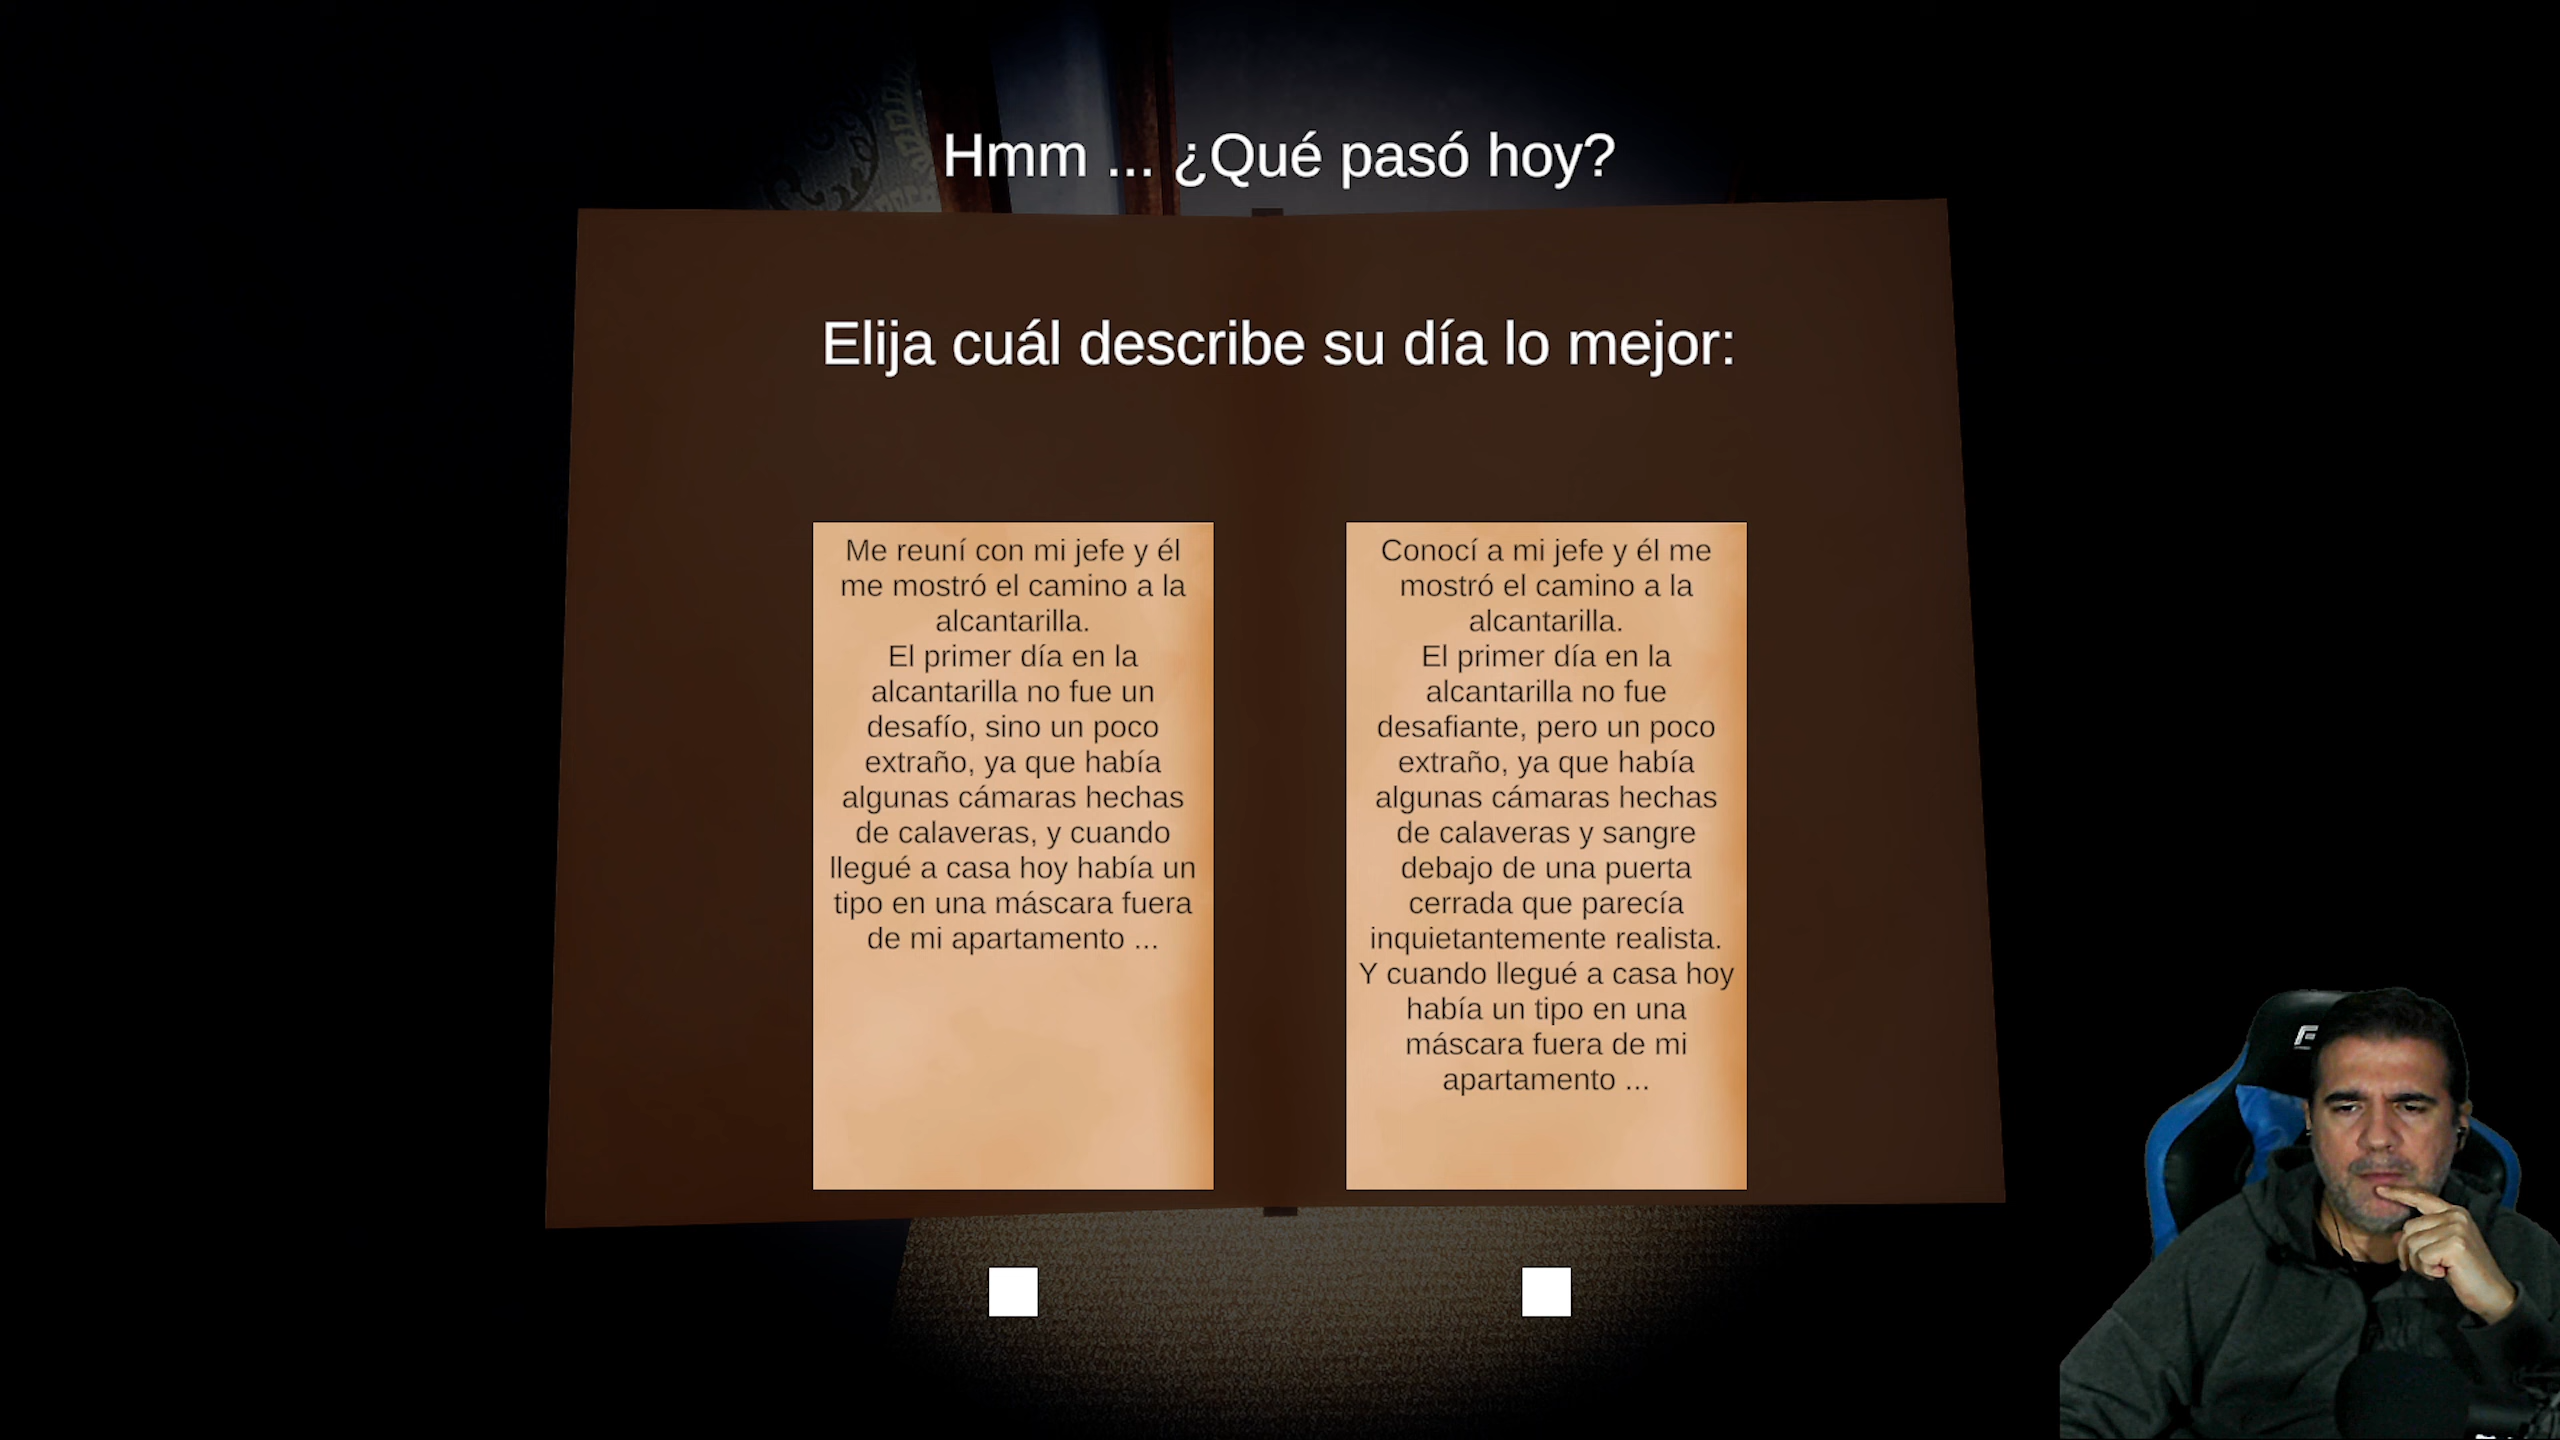 Hmm ... ¿Qué pasó hoy?
Elija cuál describe su día lo mejor:
Me reuní con mi jefe y él
me mostró el camino a la
alcantarilla.
El primer día en la
alcantarilla no fue un
desafío, sino un poco
extraño, ya que había
algunas cámaras hechas
de calaveras, y cuando
llegué a casa hoy había un
tipo en una máscara fuera
de mi apartamento ...
Conocí a mi jefe y él me
mostró el camino a la
alcantarilla.
El primer día en la
alcantarilla no fue
desafiante, pero un poco
extraño, ya que había
algunas cámaras hechas
de calaveras y sangre
debajo de una puerta
cerrada que parecía
inquietantemente realista.
Y cuando llegué a casa hoy
había un tipo en una
máscara fuera de mi
apartamento ...